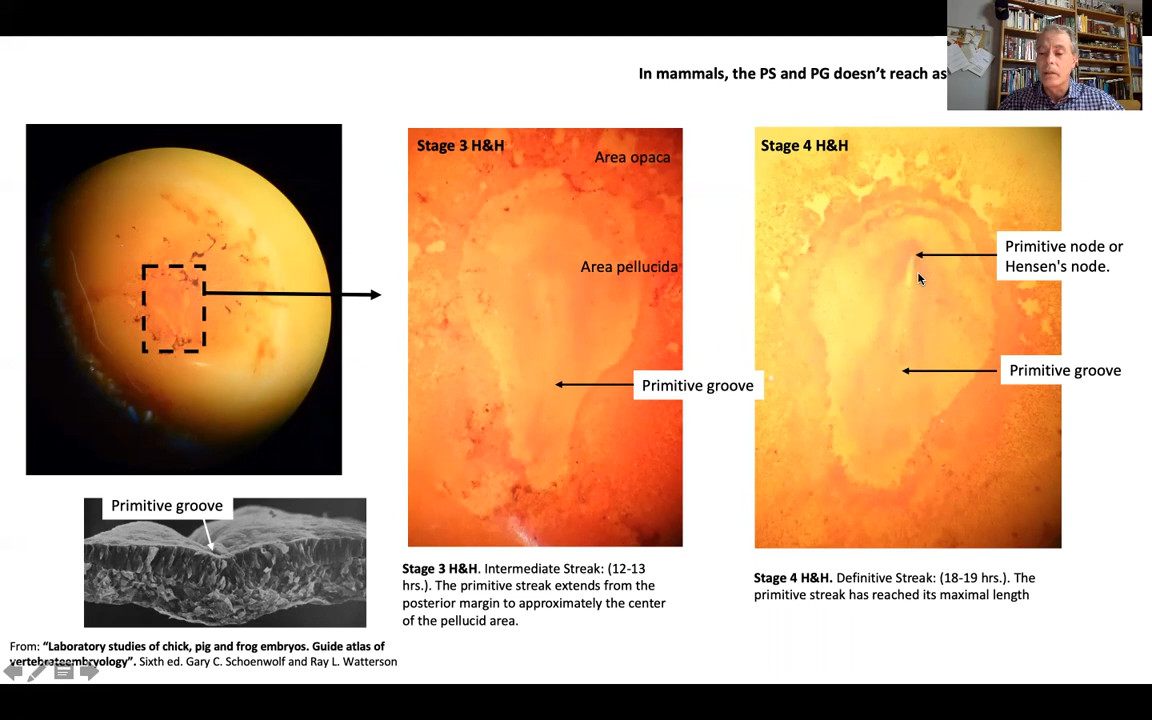 In mammals, the PS and PG doesn’t reach as
Stage 3 H&H
Area opaca
Area pellucida
Primitive groove
Stage 4 H&H
Primitive node or
Hensen's node.
Primitive groove
Primitive groove
Stage 3 H&H. Intermediate Streak: (12-13
hrs.). The primitive streak extends from the
posterior margin to approximately the center
of the pellucid area.
Stage 4 H&H. Definitive Streak: (18-19 hrs.). The
primitive streak has reached its maximal length
From: “Laboratory studies of chick, pig and frog embryos. Guide atlas of
vertebrateembryology”. Sixth ed. Gary C. Schoenwolf and Ray L. Watterson